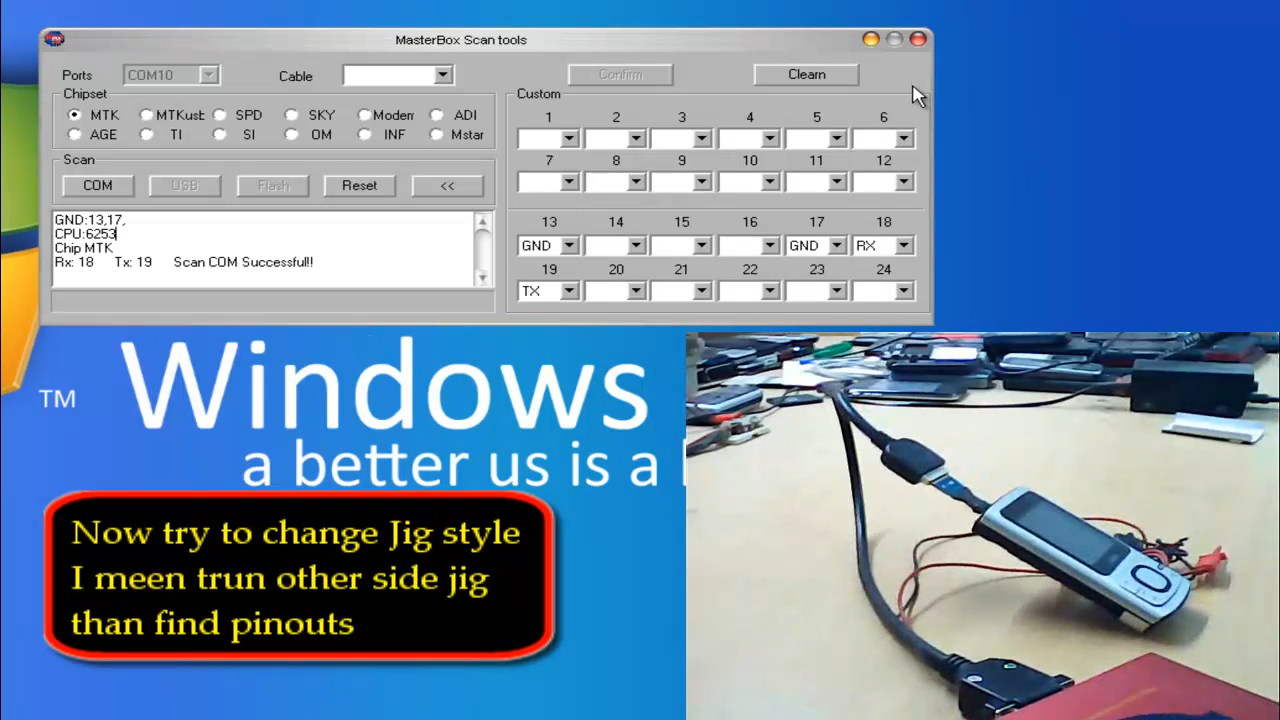 MasterBox Scan tools
Ports COM10 Cable Confirm Clearn
Chipset
MTK MTKusb SPD SKY Modem ADI
AGE TI SI OM INF Mstar
Scan
COM USB Flash Reset <<
GND:13,17,
CPU:6253
Chip MTK
Rx: 18 Tx: 19 Scan COM Successful!!
Custom
1 2 3 4 5 6
7 8 9 10 11 12
13 14 15 16 17 18
GND GND RX
19 20 21 22 23 24
TX
TM Windows
a better us is a
Now try to change Jig style
I meen trun other side jig
than find pinouts